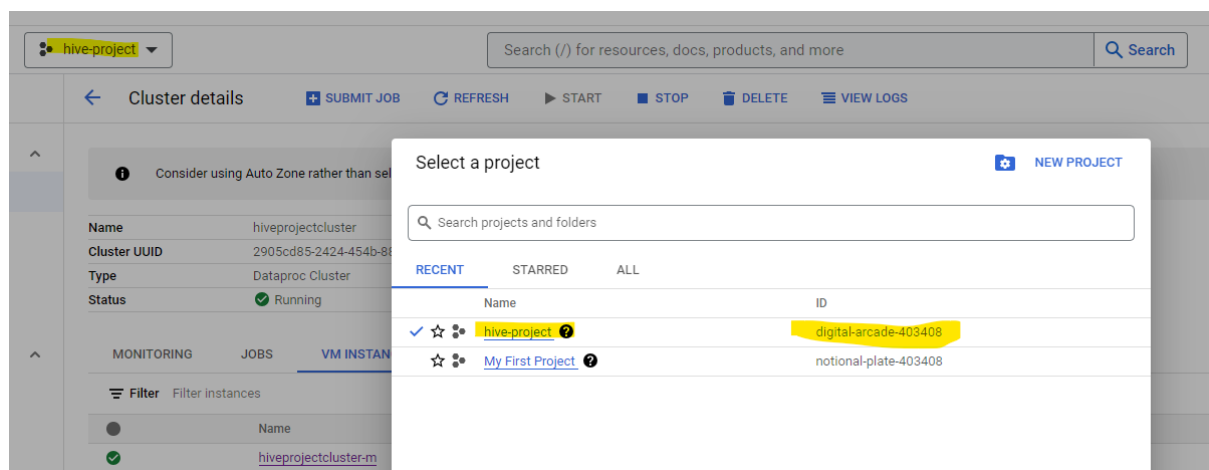 hive-project
Search (/) for resources, docs, products, and more
Search
Cluster details
SUBMIT JOB
REFRESH
START
STOP
DELETE
VIEW LOGS
Consider using Auto Zone rather than sel
Name hiveprojectcluster
Cluster UUID 2905cd85-2424-454b-88
Type Dataproc Cluster
Status Running
MONITORING
JOBS
VM INSTAN
Filter Filter instances
Name
hiveprojectcluster-m
Select a project
NEW PROJECT
Search projects and folders
RECENT
STARRED
ALL
Name ID
hive-project digital-arcade-403408
My First Project notional-plate-403408